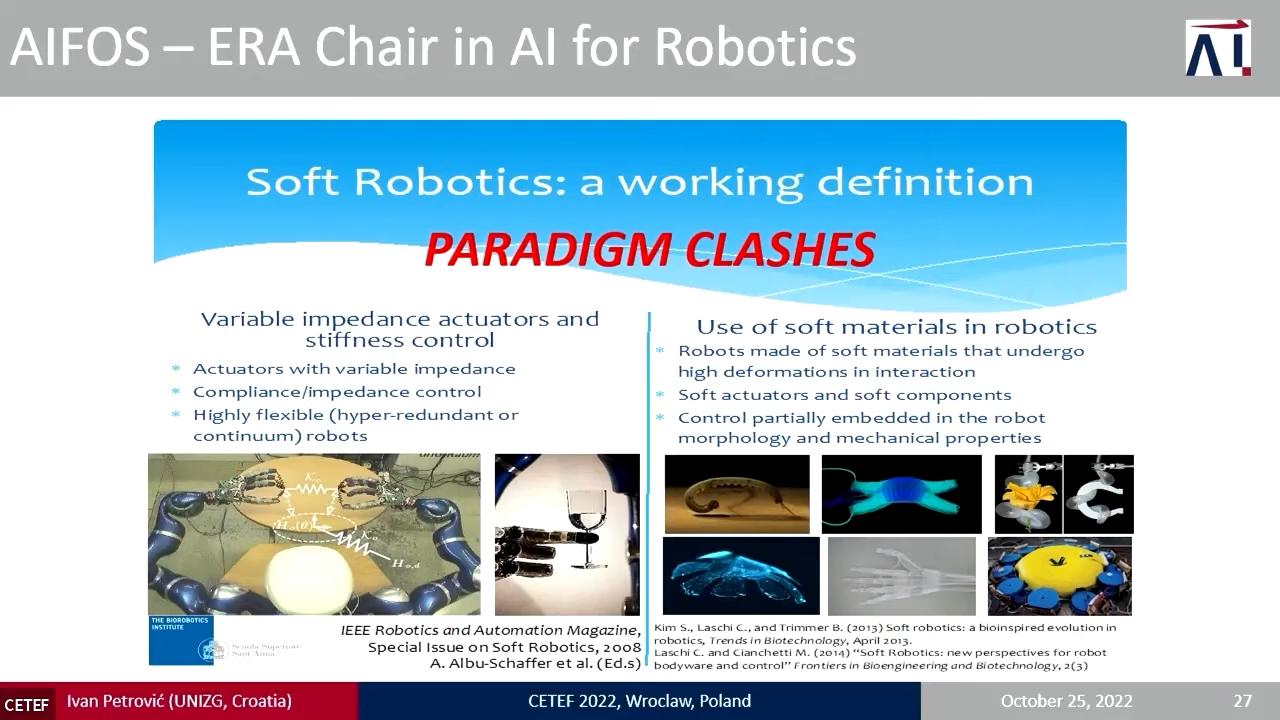 AIFOS – ERA Chair in AI for Robotics
AI
Soft Robotics: a working definition
PARADIGM CLASHES
Variable impedance actuators and
stiffness control
* Actuators with variable impedance
* Compliance/impedance control
* Highly flexible (hyper-redundant or
continuum) robots
Use of soft materials in robotics
* Robots made of soft materials that undergo
high deformations in interaction
* Soft actuators and soft components
* Control partially embedded in the robot
morphology and mechanical properties
THE BIOROBOTICS
INSTITUTE
Scuola Superiore
Sant'Anna
IEEE Robotics and Automation Magazine,
Special Issue on Soft Robotics, 2008
A. Albu-Schaffer et al. (Ed.s)
Kim S., Laschi C., and Trimmer B. (2013) Soft robotics: a bioinspired evolution in
robotics, Trends in Biotechnology, April 2013.
Laschi C. and Cianchetti M. (2014) “Soft Robotics: new perspectives for robot
bodyware and control” Frontiers in Bioengineering and Biotechnology, 2(3)
CETEF
Ivan Petrović (UNIZG, Croatia)
CETEF 2022, Wroclaw, Poland
October 25, 2022
27